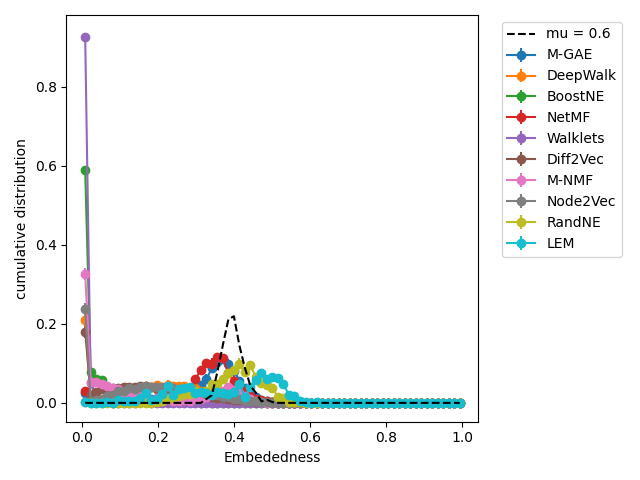 cumulative distribution
0.8
0.6
0.4
0.2
0.0
0.0 0.2 0.4 0.6 0.8 1.0
Embededness
mu = 0.6
M-GAE
DeepWalk
BoostNE
NetMF
Walklets
Diff2Vec
M-NMF
Node2Vec
RandNE
LEM